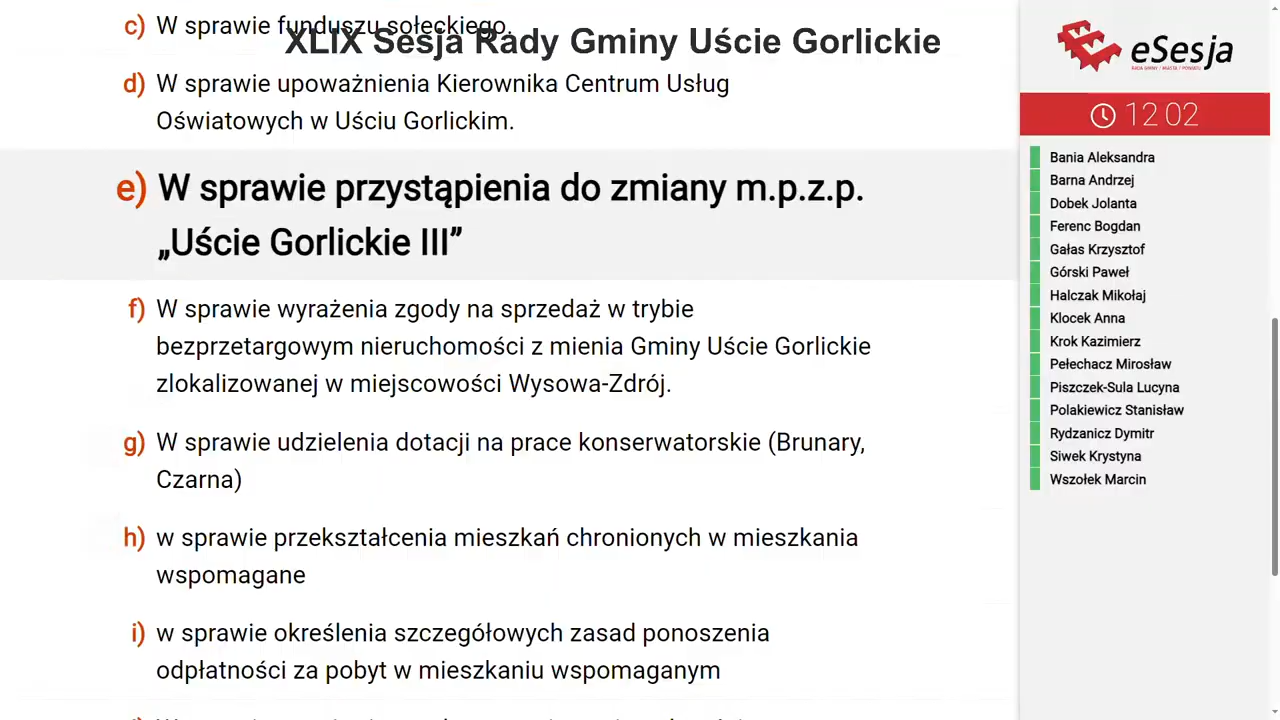 c) W sprawie funduszu sołeckiego.
XLIX Sesja Rady Gminy Uście Gorlickie
d) W sprawie upoważnienia Kierownika Centrum Usług
Oświatowych w Uściu Gorlickim.
e) W sprawie przystąpienia do zmiany m.p.z.p.
„Uście Gorlickie III”
f) W sprawie wyrażenia zgody na sprzedaż w trybie
bezprzetargowym nieruchomości z mienia Gminy Uście Gorlickie
zlokalizowanej w miejscowości Wysowa-Zdrój.
g) W sprawie udzielenia dotacji na prace konserwatorskie (Brunary,
Czarna)
h) w sprawie przekształcenia mieszkań chronionych w mieszkania
wspomagane
i) w sprawie określenia szczegółowych zasad ponoszenia
odpłatności za pobyt w mieszkaniu wspomaganym
eSesja
12 02
Bania Aleksandra
Barna Andrzej
Dobek Jolanta
Ferenc Bogdan
Gałas Krzysztof
Górski Paweł
Halczak Mikołaj
Klocek Anna
Krok Kazimierz
Pełechacz Mirosław
Piszczek-Sula Lucyna
Polakiewicz Stanisław
Rydzanicz Dymitr
Siwek Krystyna
Wszołek Marcin